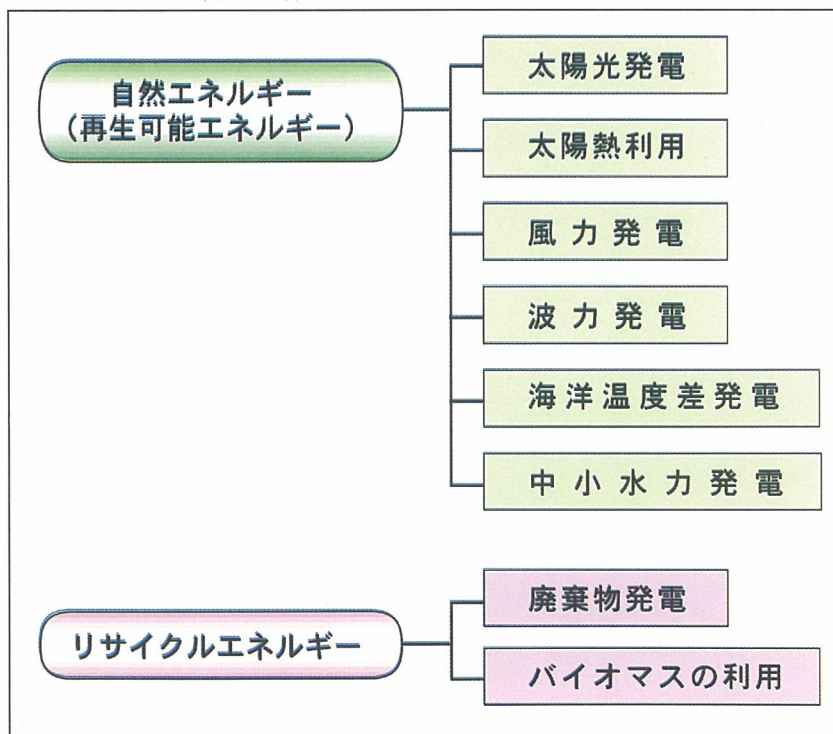 自然エネルギー
(再生可能エネルギー)
太陽光発電
太陽熱利用
風力発電
波力発電
海洋温度差発電
中小水力発電
リサイクルエネルギー
廃棄物発電
バイオマスの利用